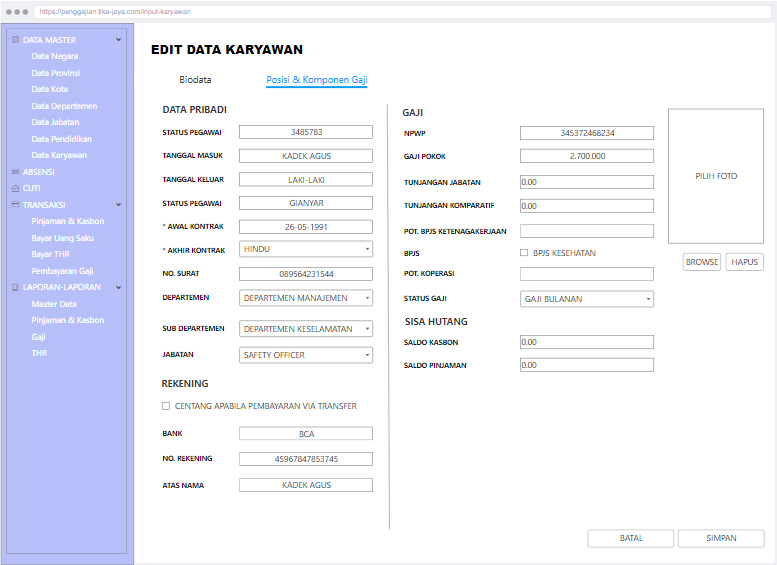 https://penggajian.tika-jaya.com/input-karyawan
DATA MASTER
Data Negara
Data Provinsi
Data Kota
Data Departemen
Data Jabatan
Data Pendidikan
Data Karyawan
ABSENSI
CUTI
TRANSAKSI
Pinjaman & Kasbon
Bayar Uang Saku
Bayar THR
Pembayaran Gaji
LAPORAN-LAPORAN
Master Data
Pinjaman & Kasbon
Gaji
THR
EDIT DATA KARYAWAN
Biodata
Posisi & Komponen Gaji
DATA PRIBADI
STATUS PEGAWAI 3485783
TANGGAL MASUK KADEK AGUS
TANGGAL KELUAR LAKI-LAKI
STATUS PEGAWAI GIANYAR
* AWAL KONTRAK 26-05-1991
* AKHIR KONTRAK HINDU
NO. SURAT 089564231544
DEPARTEMEN DEPARTEMEN MANAJEMEN
SUB DEPARTEMEN DEPARTEMEN KESELAMATAN
JABATAN SAFETY OFFICER
REKENING
CENTANG APABILA PEMBAYARAN VIA TRANSFER
BANK BCA
NO. REKENING 45967847853745
ATAS NAMA KADEK AGUS
GAJI
NPWP 345372468234
GAJI POKOK 2.700.000
TUNJANGAN JABATAN 0.00
TUNJANGAN KOMPARATIF 0.00
POT. BPJS KETENAGAKERJAAN
BPJS BPJS KESEHATAN
POT. KOPERASI
STATUS GAJI GAJI BULANAN
SISA HUTANG
SALDO KASBON 0.00
SALDO PINJAMAN 0.00
PILIH FOTO
BROWSE HAPUS
BATAL SIMPAN